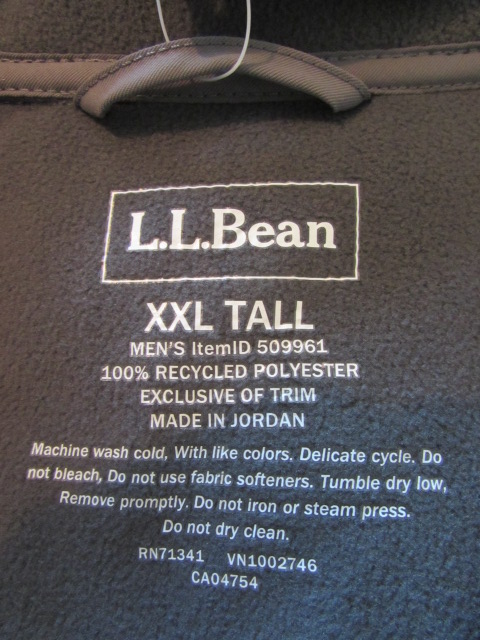 L.L.Bean
XXL TALL
MEN'S ItemID 509961
100% RECYCLED POLYESTER
EXCLUSIVE OF TRIM
MADE IN JORDAN
Machine wash cold, With like colors. Delicate cycle. Do
not bleach, Do not use fabric softeners. Tumble dry low,
Remove promptly. Do not iron or steam press.
Do not dry clean.
RN71341 VN1002746
CA04754